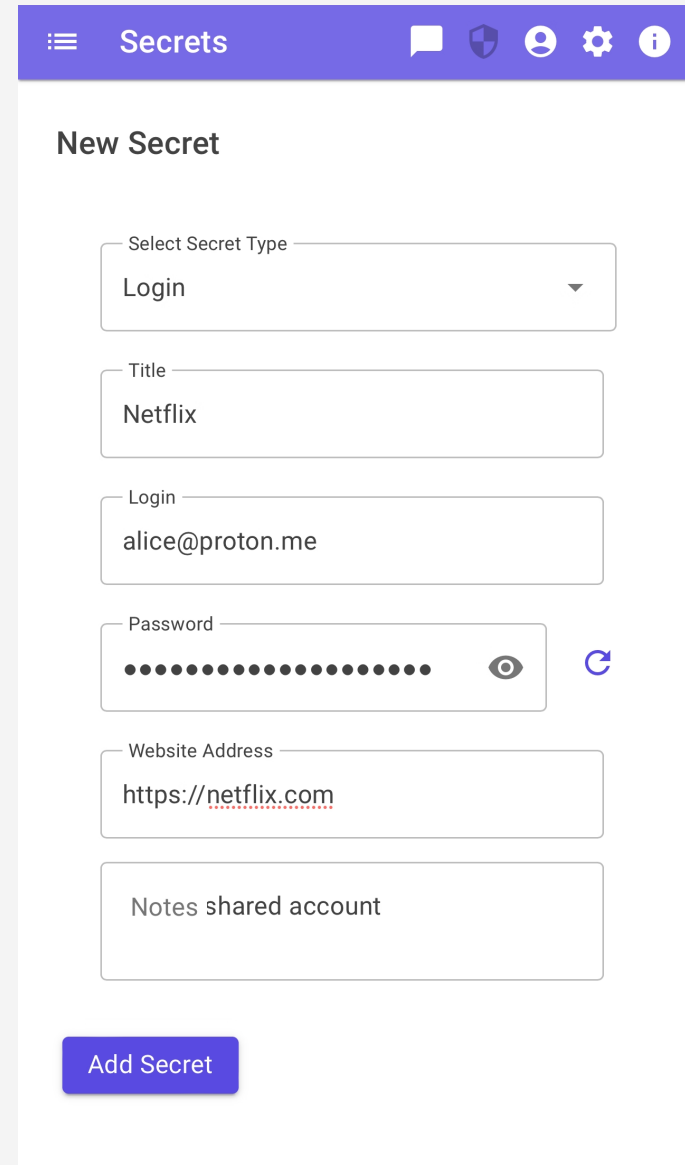 Secrets
New Secret
Select Secret Type
Login
Title
Netflix
Login
alice@proton.me
Password
•••••••••••••••••••• 
Website Address
https://netflix.com
Notes shared account
Add Secret